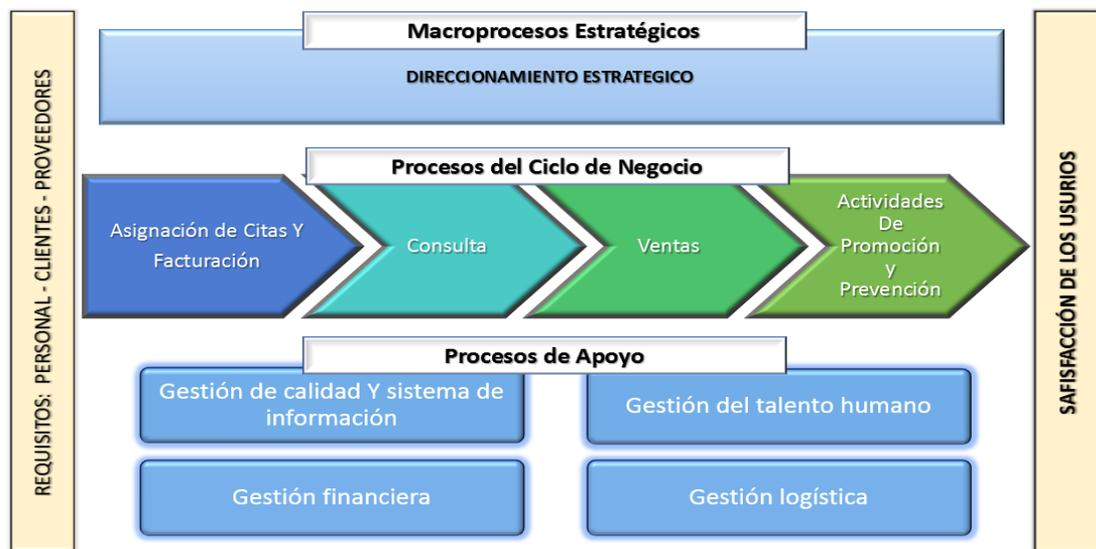 REQUISITOS: PERSONAL - CLIENTES - PROVEEDORES
Macroprocesos Estratégicos
DIRECCIONAMIENTO ESTRATEGICO
Procesos del Ciclo de Negocio
Asignación de Citas Y
Facturación
Consulta
Ventas
Actividades
De
Promoción
y
Prevención
Procesos de Apoyo
Gestión de calidad Y sistema de
información
Gestión del talento humano
Gestión financiera
Gestión logística
SAFISFACCIÓN DE LOS USURIOS